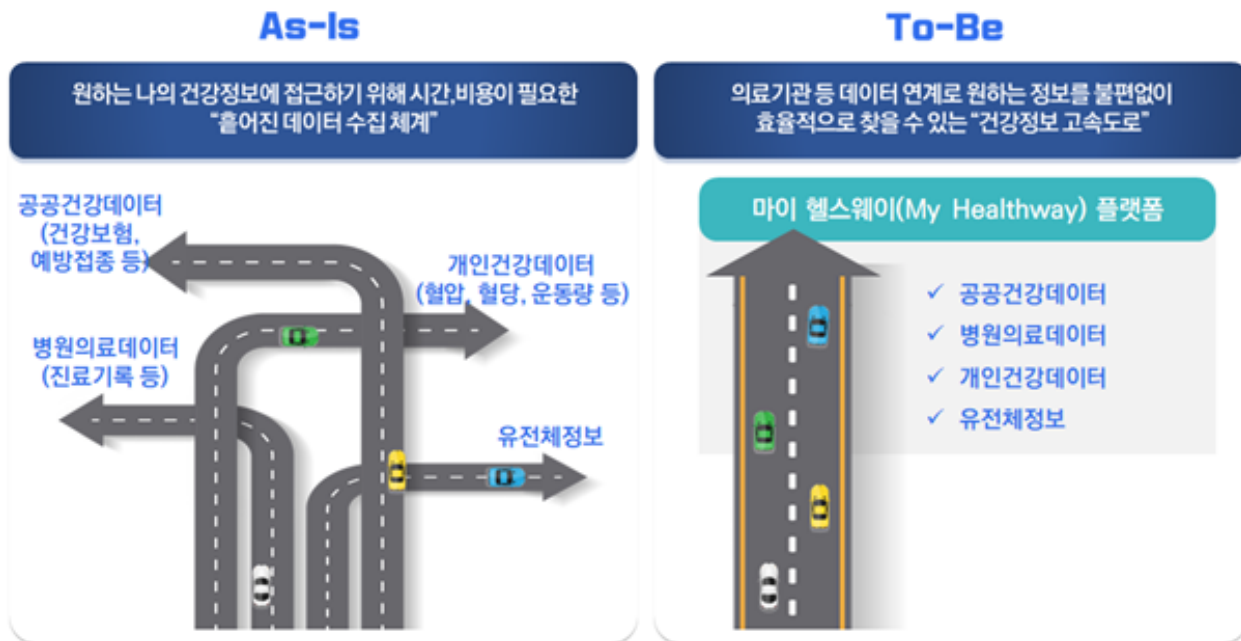 As-Is
원하는 나의 건강정보에 접근하기 위해 시간,비용이 필요한
“흩어진 데이터 수집 체계”
공공건강데이터
(건강보험,
예방접종 등)
개인건강데이터
(혈압, 혈당, 운동량 등)
병원의료데이터
(진료기록 등)
유전체정보
To-Be
의료기관 등 데이터 연계로 원하는 정보를 불편없이
효율적으로 찾을 수 있는 “건강정보 고속도로”
마이 헬스웨이(My Healthway) 플랫폼
✓ 공공건강데이터
✓ 병원의료데이터
✓ 개인건강데이터
✓ 유전체정보